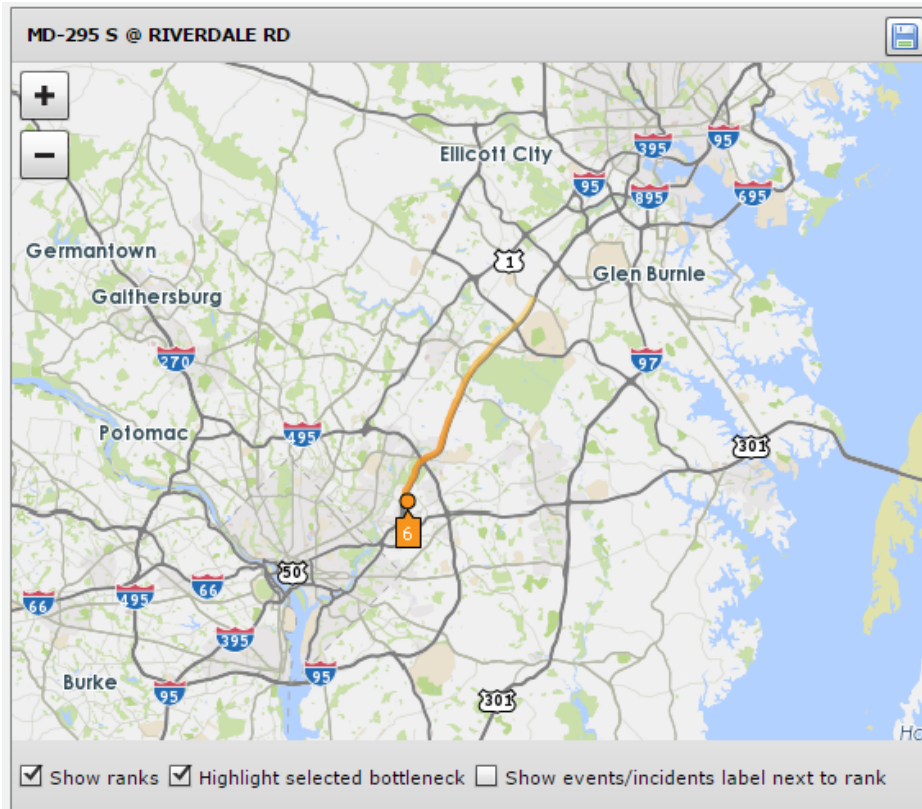 MD-295 S @ RIVERDALE RD
+
−
395
95
Ellicott City
95
895
695
Germantown
1
Glen Burnie
Gaithersburg
270
97
Potomac
495
301
6
50
66
495
66
395
Burke
95
95
301
Show ranks Highlight selected bottleneck Show events/incidents label next to rank